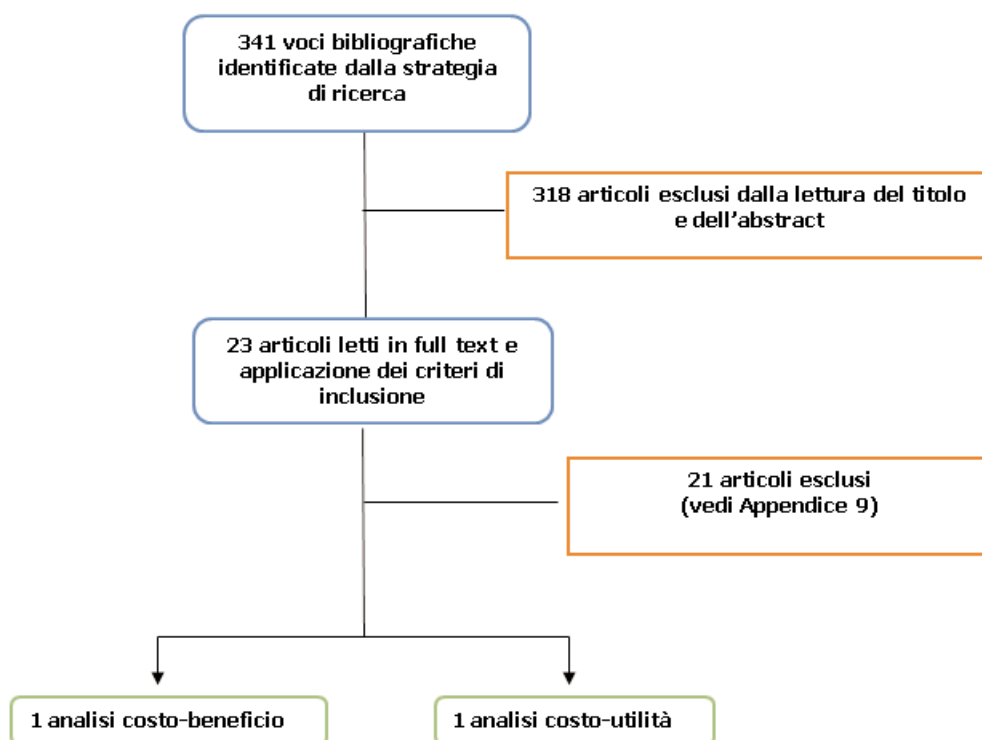 341 voci bibliografiche
identificate dalla strategia
di ricerca
318 articoli esclusi dalla lettura del titolo
e dell'abstract
23 articoli letti in full text e
applicazione dei criteri di
inclusione
21 articoli esclusi
(vedi Appendice 9)
1 analisi costo-beneficio
1 analisi costo-utilità